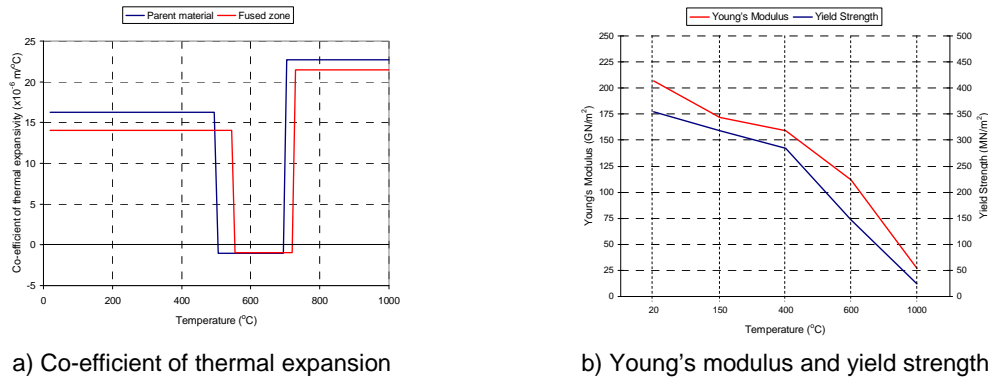 Parent material Fused zone
Co-efficient of thermal expansivity (x10⁻⁶ m/°C)
25
20
15
10
5
0
-5
0 200 400 600 800 1000
Temperature (°C)
a) Co-efficient of thermal expansion
Young's Modulus Yield Strength
Young's Modulus (GN/m²)
250
225
200
175
150
125
100
75
50
25
0
500
450
400
350
300
250
200
150
100
50
0
Yield Strength (MN/m²)
20 150 400 600 1000
Temperature (°C)
b) Young's modulus and yield strength